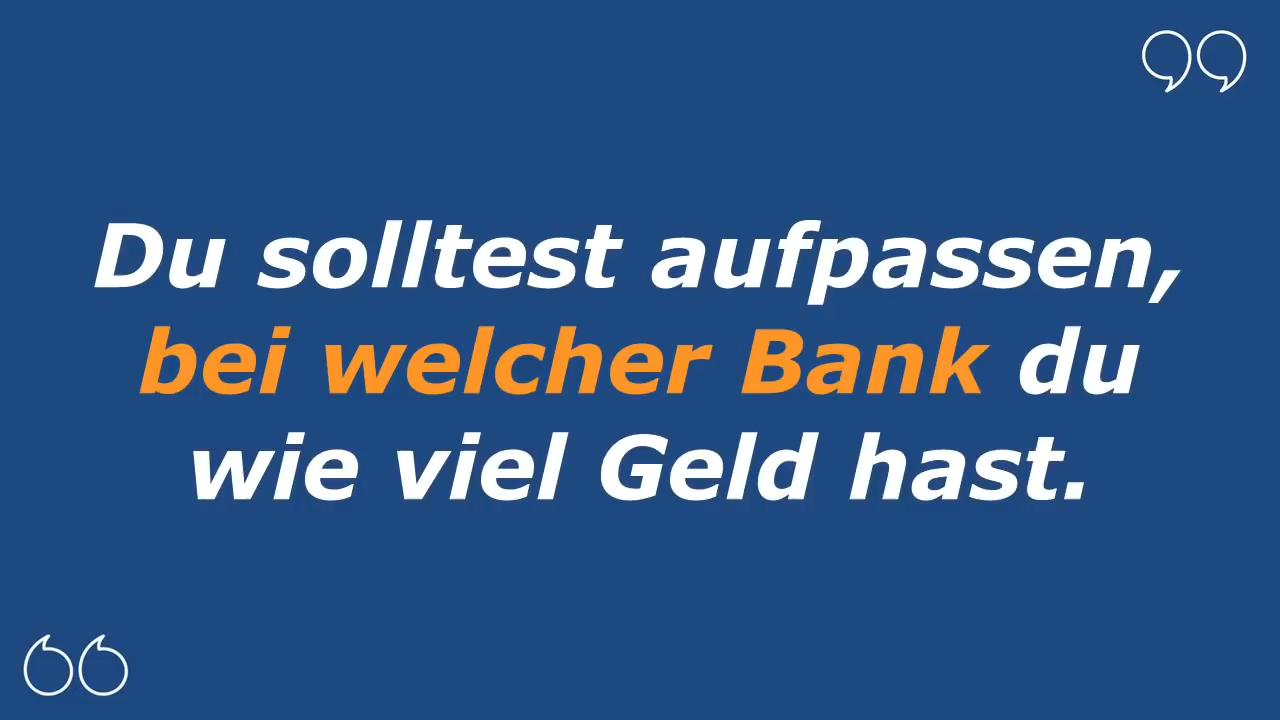 Du solltest aufpassen,
bei welcher Bank du
wie viel Geld hast.